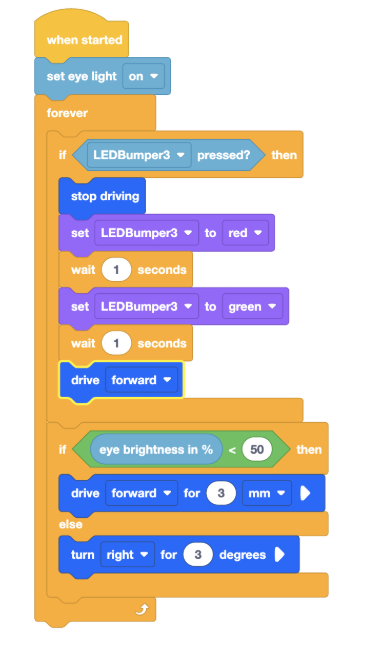 when started
set eye light on
forever
if LEDBumper3 pressed? then
stop driving
set LEDBumper3 to red
wait 1 seconds
set LEDBumper3 to green
wait 1 seconds
drive forward
if eye brightness in % < 50 then
drive forward for 3 mm
else
turn right for 3 degrees